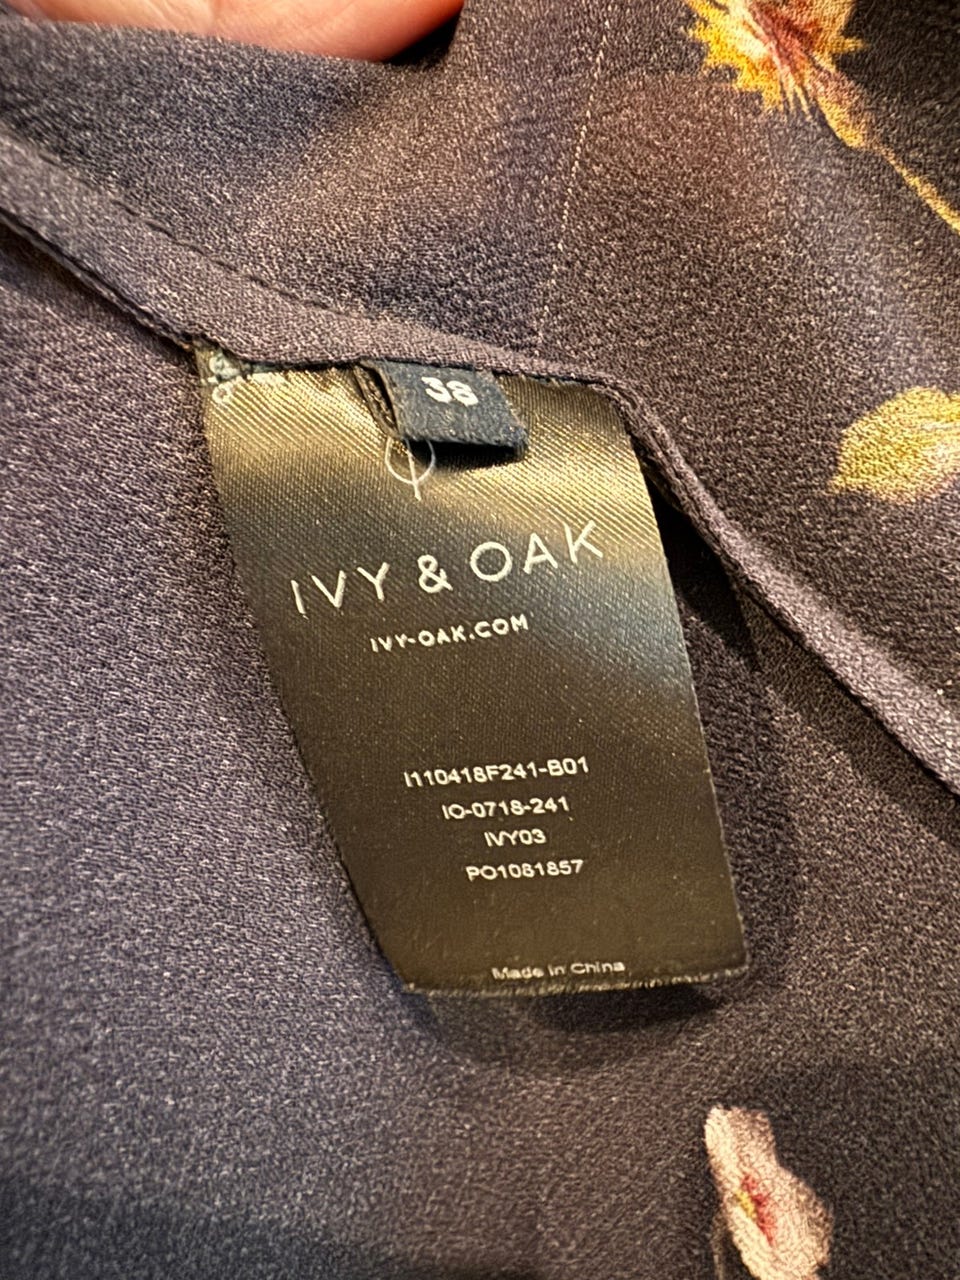 38
IVY & OAK
IVY-OAK.COM
I110418F241-B01
IO-0718-241
IVY03
PO1081857
Made in China